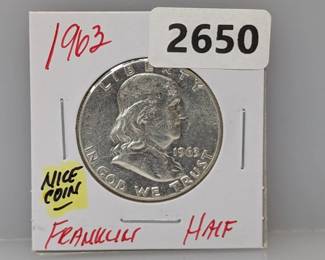 1963
2650
LIBERTY
1963
IN GOD WE TRUST
NICE
COIN
FRANKLIN HALF